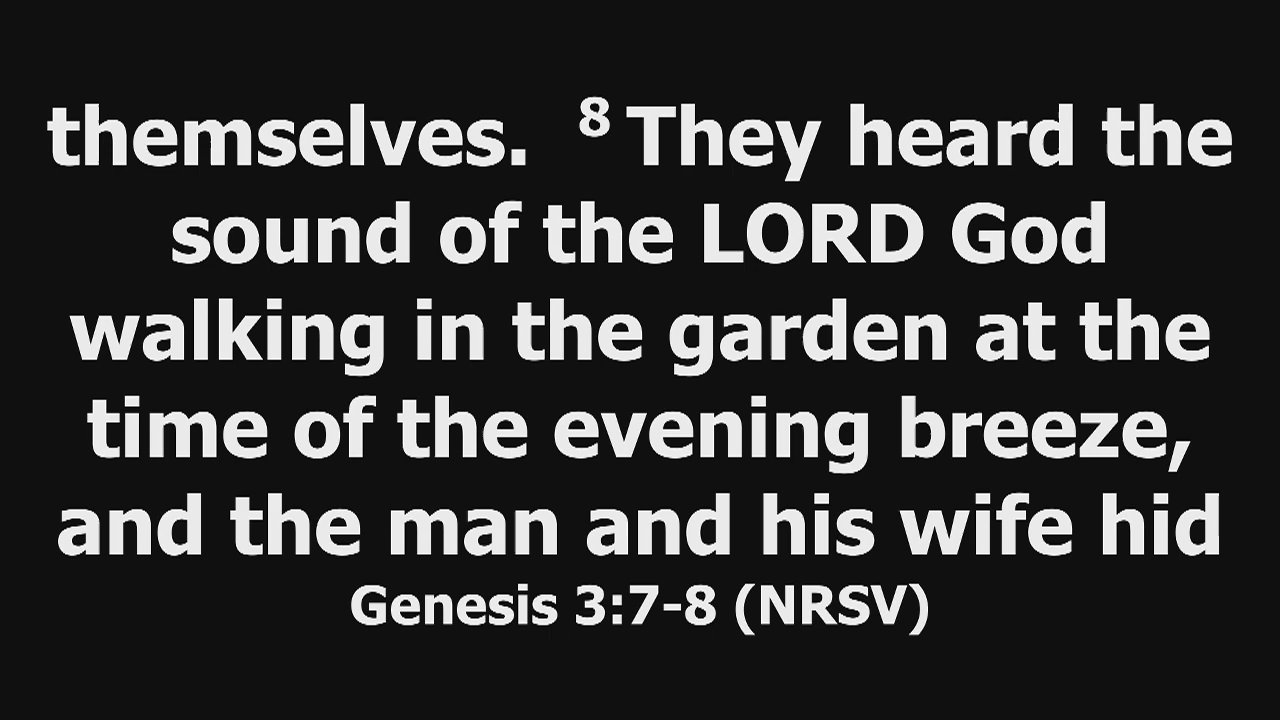 themselves. ⁸ They heard the
sound of the LORD God
walking in the garden at the
time of the evening breeze,
and the man and his wife hid
Genesis 3:7-8 (NRSV)